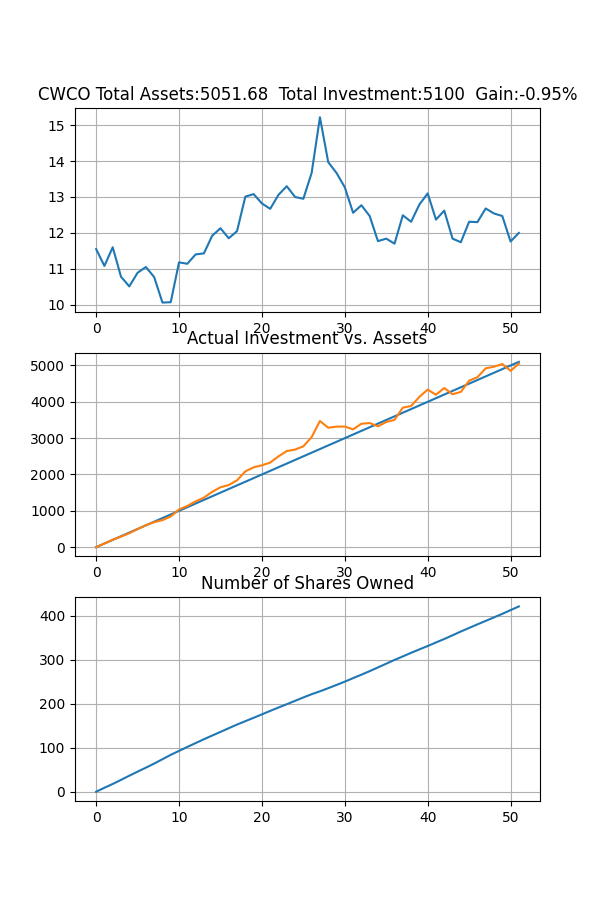 CWCO Total Assets:5051.68  Total Investment:5100  Gain:-0.95%
15
14
13
12
11
10
0 10 20 30 40 50
Actual Investment vs. Assets
5000
4000
3000
2000
1000
0
0 10 20 30 40 50
Number of Shares Owned
400
300
200
100
0
0 10 20 30 40 50